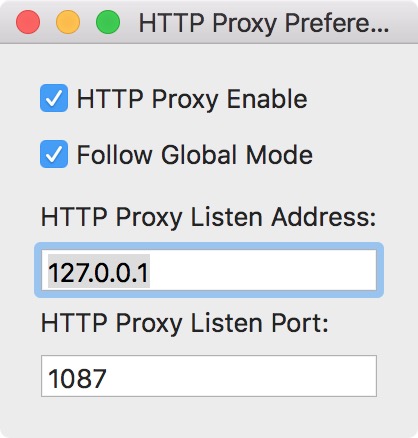 HTTP Proxy Prefere...
HTTP Proxy Enable
Follow Global Mode
HTTP Proxy Listen Address:
127.0.0.1
HTTP Proxy Listen Port:
1087